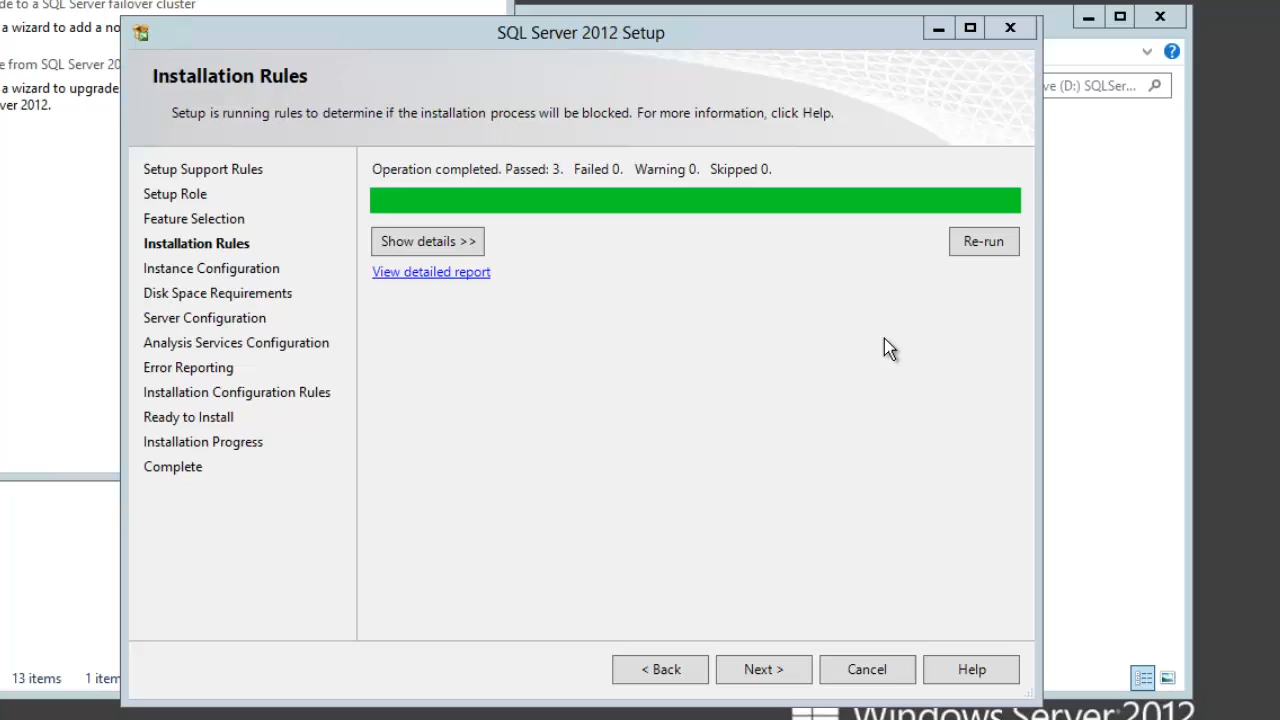 de to a SQL Server failover cluster
a wizard to add a no
e from SQL Server 20
a wizard to upgrade
ver 2012.
SQL Server 2012 Setup
ve (D:) SQLSer...
Installation Rules
Setup is running rules to determine if the installation process will be blocked. For more information, click Help.
Setup Support Rules
Setup Role
Feature Selection
Installation Rules
Instance Configuration
Disk Space Requirements
Server Configuration
Analysis Services Configuration
Error Reporting
Installation Configuration Rules
Ready to Install
Installation Progress
Complete
Operation completed. Passed: 3. Failed 0. Warning 0. Skipped 0.
Show details >>
Re-run
View detailed report
< Back
Next >
Cancel
Help
13 items
1 item
Windows Server 2012